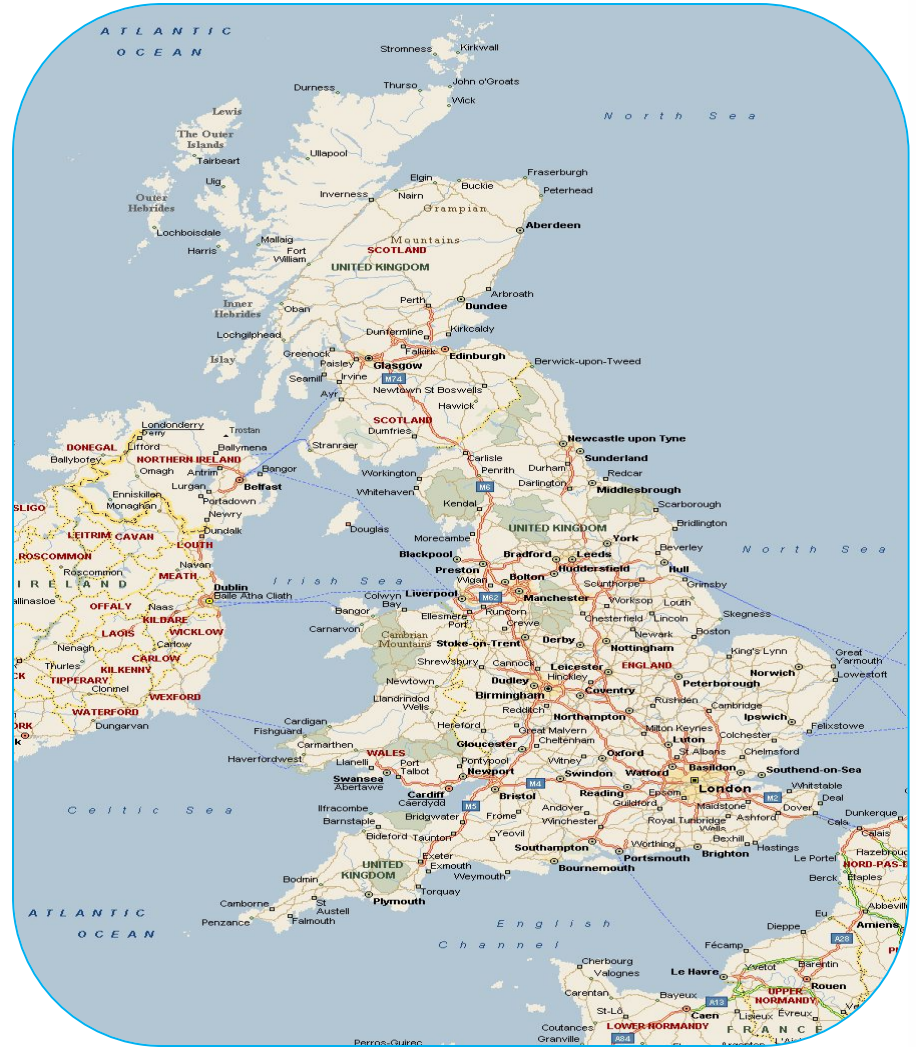 ATLANTIC
OCEAN
Stromness
Kirkwall
Durness
Thurso
John o'Groats
Wick
Lewis
North Sea
The Outer
Islands
Tairbeart
Ullapool
Uig
Elgin
Fraserburgh
Outer
Hebrides
Inverness
Nairn
Buckie
Peterhead
Grampian
Lochboisdale
Aberdeen
Mallaig
Harris
Fort
William
Mountains
SCOTLAND
UNITED KINGDOM
Arbroath
Inner
Hebrides
Oban
Perth
Dundee
Lochgilphead
Dunfermline
Kirkcaldy
Greenock
Falkirk
Edinburgh
Islay
Paisley
Glasgow
Berwick-upon-Tweed
Seamill
Irvine
M74
Newtown St Boswells
Ayr
Hawick
SCOTLAND
Londonderry
Derry
Trostan
Dumfries
Newcastle upon Tyne
DONEGAL
Lifford
Ballymena
Stranraer
Sunderland
Ballybofey
NORTHERN IRELAND
Carlisle
Omagh
Antrim
Bangor
Workington
Penrith
Durham
Redcar
Lurgan
Belfast
Whitehaven
M6
Darlington
Middlesbrough
Enniskillen
Portadown
Monaghan
Kendal
Scarborough
SLIGO
Newry
Douglas
UNITED KINGDOM
Bridlington
LEITRIM
CAVAN
Dundalk
Morecambe
York
LOUTH
Beverley
North Sea
ROSCOMMON
Blackpool
Bradford
Leeds
Navan
Preston
Huddersfield
Hull
Roscommon
MEATH
Wigan
Bolton
Scunthorpe
Grimsby
IRELAND
Dublin
Baile Atha Cliath
Irish Sea
Colwyn
Bay
Liverpool
M62
Manchester
Worksop
Louth
allinasloe
OFFALY
Naas
Bangor
Ellesmere
Port
Runcorn
Chesterfield
Lincoln
Skegness
KILDARE
Carnarvon
Crewe
LAOIS
WICKLOW
Cambrian
Mountains
Stoke-on-Trent
Derby
Newark
Boston
Nenagh
Carlow
Nottingham
King's Lynn
Great
Yarmouth
CARLOW
Shrewsbury
Cannock
Leicester
ENGLAND
Thurles
KILKENNY
Norwich
Lowestoft
CK
TIPPERARY
Newtown
Dudley
Hinckley
Peterborough
Clonmel
WEXFORD
Llandrindod
Wells
Birmingham
Coventry
Rushden
WATERFORD
Redditch
Northampton
Cambridge
Ipswich
ORK
Dungarvan
Cardigan
Hereford
Great Malvern
Milton Keynes
Felixstowe
k
Fishguard
Cheltenham
Luton
Colchester
Carmarthen
Gloucester
St Albans
Chelmsford
Haverfordwest
WALES
Pontypool
Witney
Oxford
Llanelli
Port
Talbot
Newport
Swindon
Watford
Basildon
Southend-on-Sea
Swansea
Abertawe
M4
London
Whitstable
Cardiff
Caerdydd
Bristol
Reading
Epsom
M2
Deal
Celtic Sea
Ilfracombe
M5
Andover
Guildford
Maidstone
Dover
Barnstaple
Bridgwater
Frome
Winchester
Royal Tunbridge
Wells
Ashford
Dunkerque
Cala
Bideford
Taunton
Yeovil
Bexhill
Calais
Southampton
Worthing
Hastings
Exeter
Portsmouth
Brighton
Le Portel
Hazebrouc
UNITED
KINGDOM
Exmouth
Weymouth
Bournemouth
NORD-PAS-D
Bodmin
Torquay
Berck
Etaples
Camborne
St
Austell
Plymouth
Abbevil
ATLANTIC
OCEAN
Penzance
Falmouth
English
Channel
Eu
Dieppe
Amiens
A28
Fécamp
PI
Cherbourg
Valognes
Le Havre
Yvetot
Barentin
Rouen
Carentan
Bayeux
A13
UPPER
NORMANDY
St-Lô
Caen
Lisieux
Évreux
Coutances
LOWER NORMANDY
FRANCE
Granville
A84
Perros-Guirec